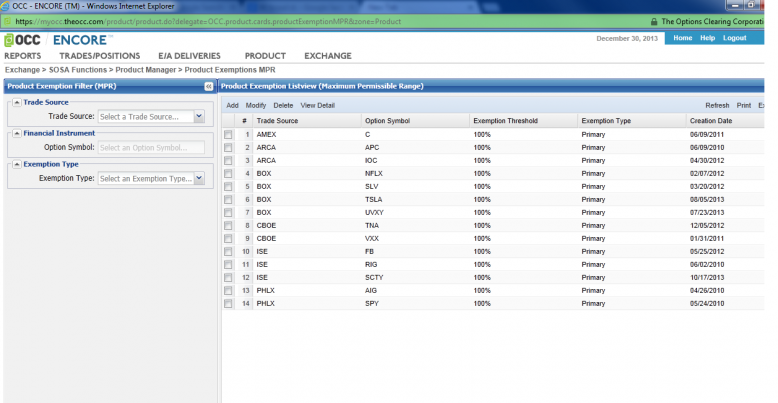 OCC - ENCORE (TM) - Windows Internet Explorer
https://myocc.theocc.com/product/product.do?delegate=OCC.product.cards.productExemptionMPR&zone=Product The Options Clearing Corporati
OCC ENCORE™ December 30, 2013 Home Help Logout
REPORTS TRADES/POSITIONS E/A DELIVERIES PRODUCT EXCHANGE
Exchange > SOSA Functions > Product Manager > Product Exemptions MPR
Product Exemption Filter (MPR)
Trade Source
Trade Source: Select a Trade Source...
Financial Instrument
Option Symbol: Select an Option Symbol...
Exemption Type
Exemption Type: Select an Exemption Type...
Product Exemption Listview (Maximum Permissible Range)
Add Modify Delete View Detail Refresh Print Ex
# Trade Source Option Symbol Exemption Threshold Exemption Type Creation Date
1 AMEX C 100% Primary 06/09/2011
2 ARCA APC 100% Primary 06/09/2010
3 ARCA IOC 100% Primary 04/30/2012
4 BOX NFLX 100% Primary 02/07/2012
5 BOX SLV 100% Primary 03/20/2012
6 BOX TSLA 100% Primary 08/05/2013
7 BOX UVXY 100% Primary 07/23/2013
8 CBOE TNA 100% Primary 12/05/2012
9 CBOE VXX 100% Primary 01/31/2011
10 ISE FB 100% Primary 05/25/2012
11 ISE RIG 100% Primary 06/02/2010
12 ISE SCTY 100% Primary 10/17/2013
13 PHLX AIG 100% Primary 04/26/2010
14 PHLX SPY 100% Primary 05/24/2010